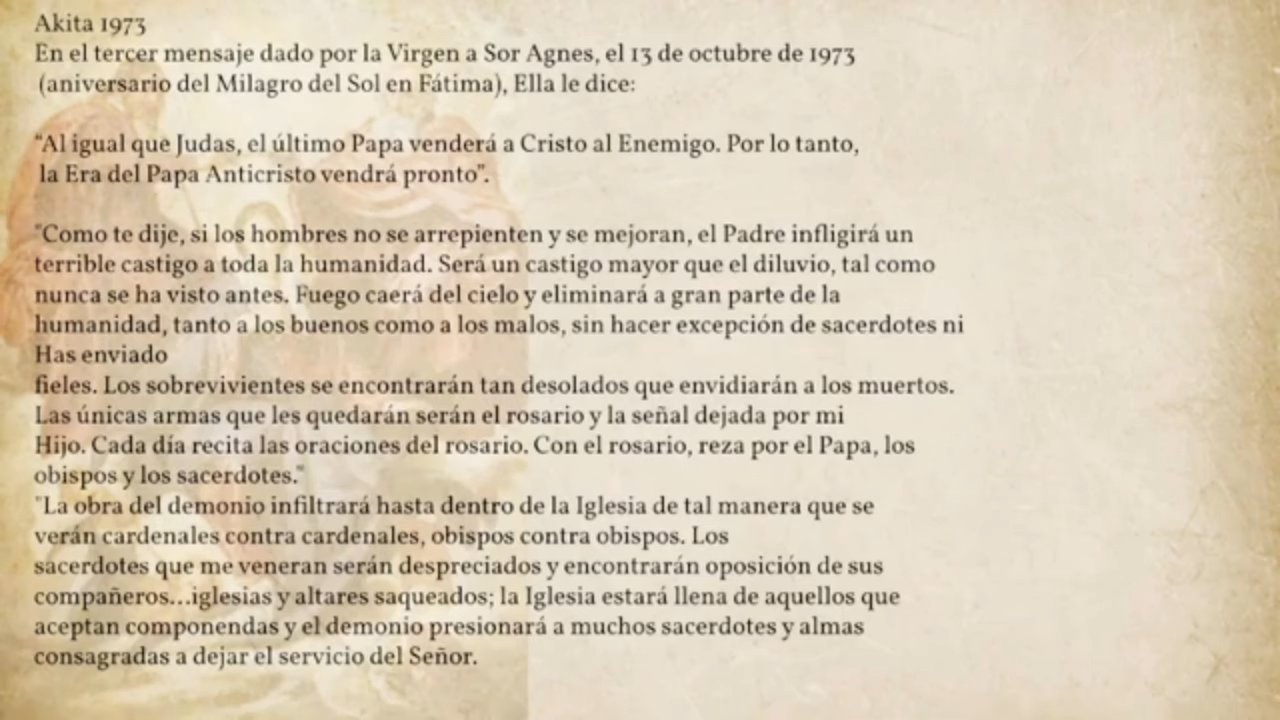 Akita 1973
En el tercer mensaje dado por la Virgen a Sor Agnes, el 13 de octubre de 1973
(aniversario del Milagro del Sol en Fátima), Ella le dice:
“Al igual que Judas, el último Papa venderá a Cristo al Enemigo. Por lo tanto,
la Era del Papa Anticristo vendrá pronto”.
"Como te dije, si los hombres no se arrepienten y se mejoran, el Padre infligirá un
terrible castigo a toda la humanidad. Será un castigo mayor que el diluvio, tal como
nunca se ha visto antes. Fuego caerá del cielo y eliminará a gran parte de la
humanidad, tanto a los buenos como a los malos, sin hacer excepción de sacerdotes ni
Has enviado
fieles. Los sobrevivientes se encontrarán tan desolados que envidiarán a los muertos.
Las únicas armas que les quedarán serán el rosario y la señal dejada por mi
Hijo. Cada día recita las oraciones del rosario. Con el rosario, reza por el Papa, los
obispos y los sacerdotes."
"La obra del demonio infiltrará hasta dentro de la Iglesia de tal manera que se
verán cardenales contra cardenales, obispos contra obispos. Los
sacerdotes que me veneran serán despreciados y encontrarán oposición de sus
compañeros...iglesias y altares saqueados; la Iglesia estará llena de aquellos que
aceptan componendas y el demonio presionará a muchos sacerdotes y almas
consagradas a dejar el servicio del Señor.